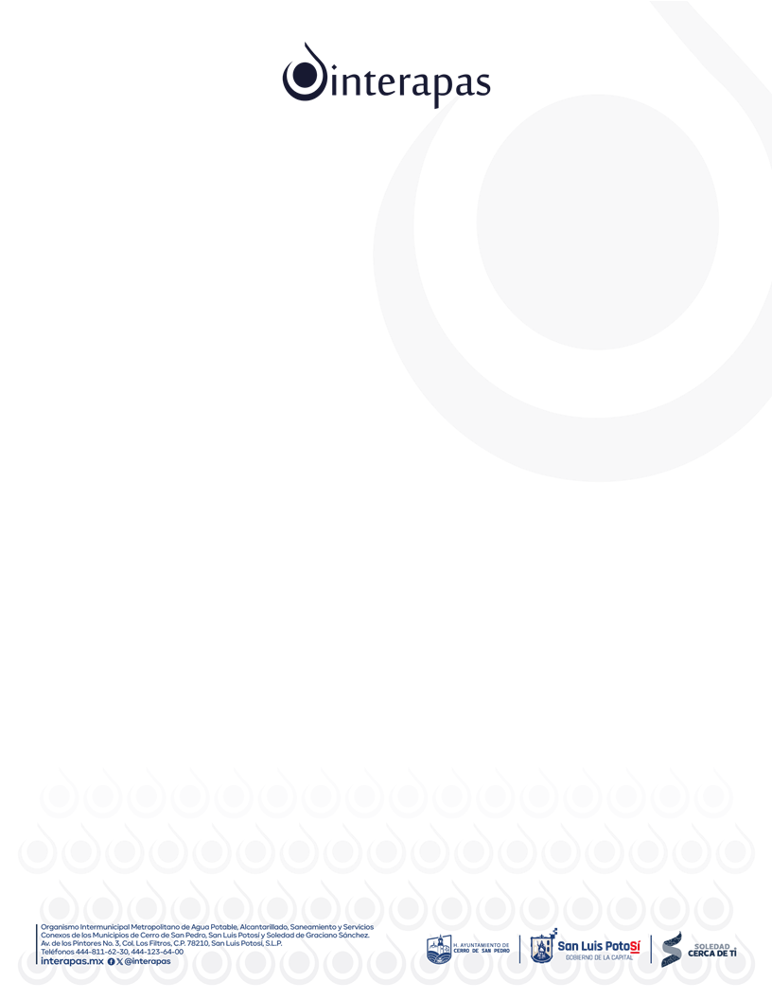 interapas
Organismo Intermunicipal Metropolitano de Agua Potable, Alcantarillado, Saneamiento y Servicios
Conexos de los Municipios de Cerro de San Pedro, San Luis Potosí y Soledad de Graciano Sánchez.
Av. de los Pintores No. 3, Col. Los Filtros, C.P. 78210, San Luis Potosí, S.L.P.
Teléfonos 444-811-62-30, 444-123-64-00
interapas.mx @interapas
H. AYUNTAMIENTO DE
CERRO DE SAN PEDRO
San Luis PotoSí
GOBIERNO DE LA CAPITAL
SOLEDAD
CERCA DE TÍ